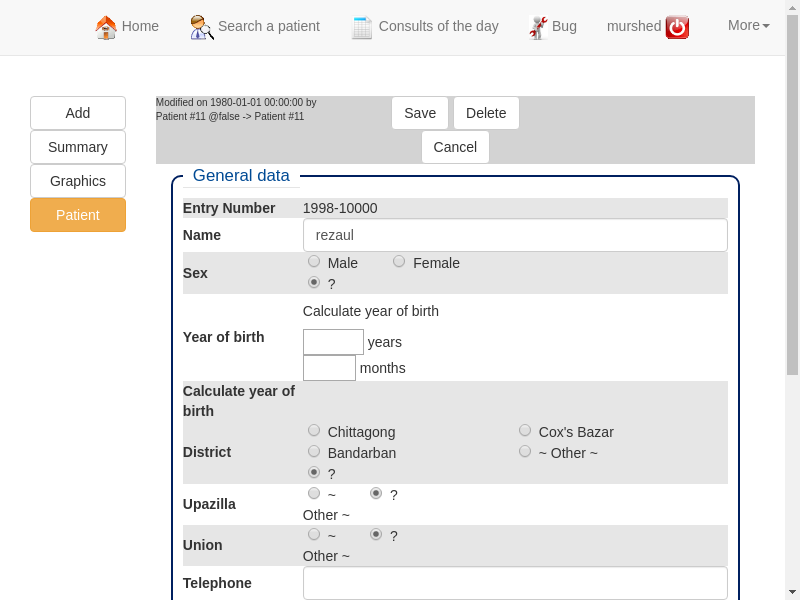 Home Search a patient Consults of the day Bug murshed More
Add
Summary
Graphics
Patient
Modified on 1980-01-01 00:00:00 by
Patient #11 @false -> Patient #11
Save Delete
Cancel
General data
Entry Number 1998-10000
Name rezaul
Sex Male Female
?
Year of birth Calculate year of birth
years
months
Calculate year of
birth
District Chittagong Cox's Bazar
Bandarban ~ Other ~
?
Upazilla ~ ?
Other ~
Union ~ ?
Other ~
Telephone